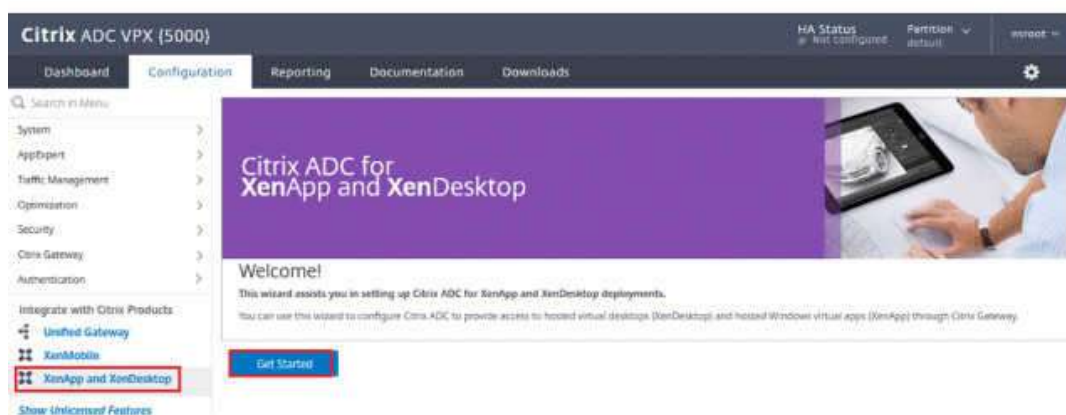 Citrix ADC VPX (5000)
HA Status
Not configured
Partition
default
nsroot
Dashboard
Configuration
Reporting
Documentation
Downloads
Search in Menu
System
AppExpert
Traffic Management
Optimization
Security
Citrix Gateway
Authentication
Integrate with Citrix Products
Unified Gateway
XenMobile
XenApp and XenDesktop
Show Unlicensed Features
Citrix ADC for
XenApp and XenDesktop
Welcome!
This wizard assists you in setting up Citrix ADC for XenApp and XenDesktop deployments.
You can use this wizard to configure Citrix ADC to provide access to hosted virtual desktops (XenDesktop) and hosted Windows virtual apps (XenApp) through Citrix Gateway.
Get Started